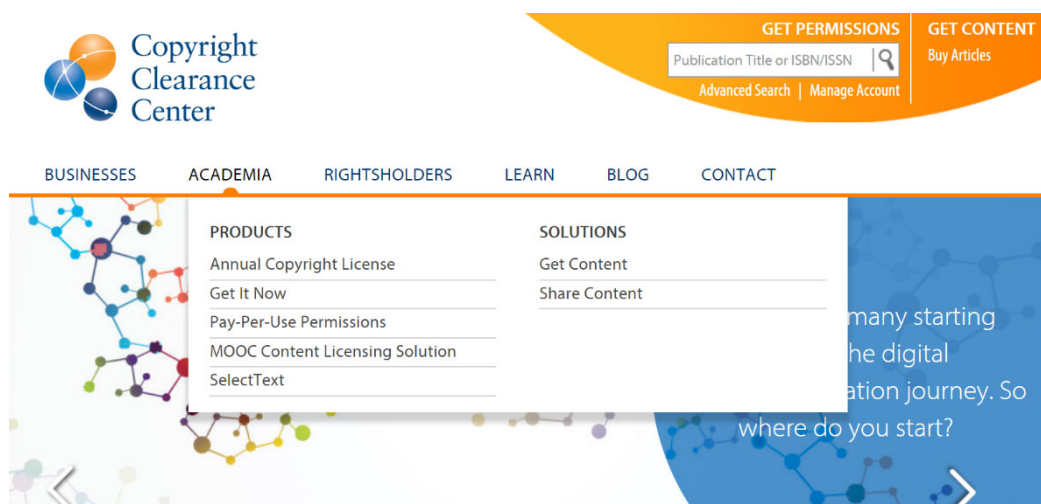 Copyright
Clearance
Center
GET PERMISSIONS
Publication Title or ISBN/ISSN
Advanced Search | Manage Account
GET CONTENT
Buy Articles
BUSINESSES ACADEMIA RIGHTSHOLDERS LEARN BLOG CONTACT
PRODUCTS
Annual Copyright License
Get It Now
Pay-Per-Use Permissions
MOOC Content Licensing Solution
SelectText
SOLUTIONS
Get Content
Share Content
many starting
he digital
ation journey. So
where do you start?